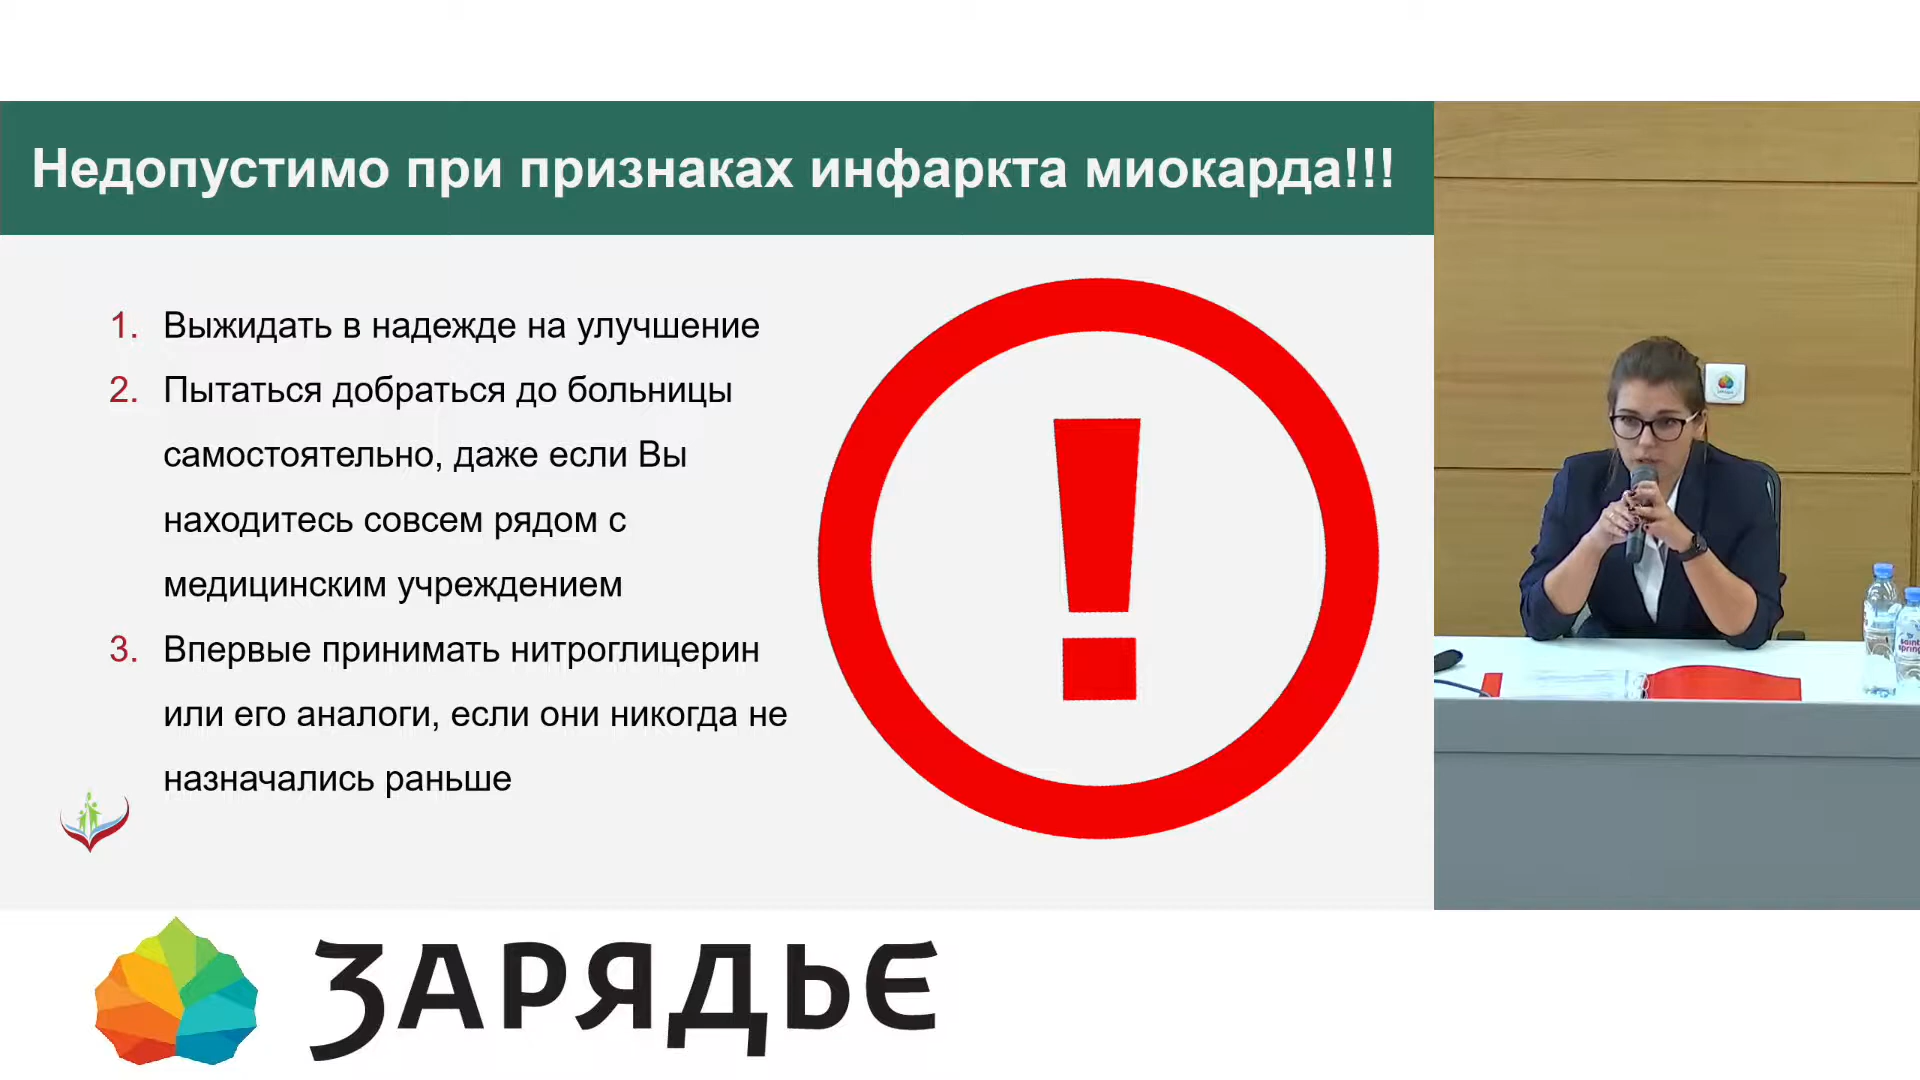 Недопустимо при признаках инфаркта миокарда!!!
1. Выжидать в надежде на улучшение
2. Пытаться добраться до больницы
самостоятельно, даже если Вы
находитесь совсем рядом с
медицинским учреждением
3. Впервые принимать нитроглицерин
или его аналоги, если они никогда не
назначались раньше
saint
spring
ЗАРЯДЬЕ